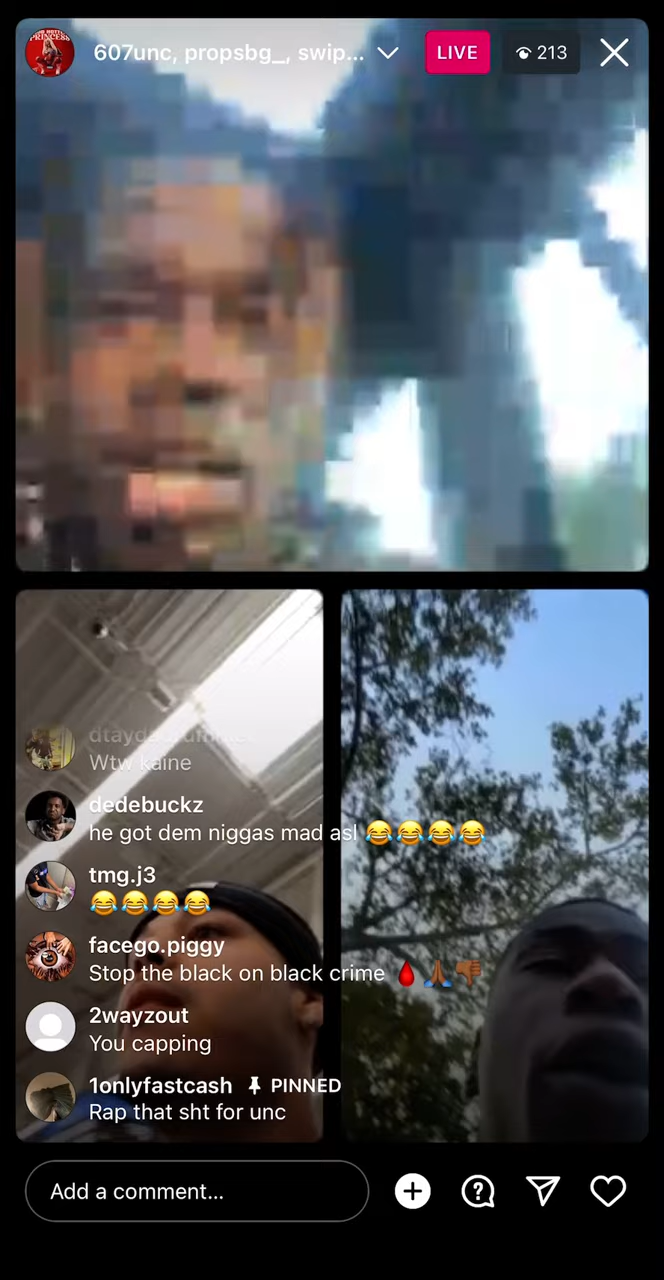 607unc, propsbg_, swip...
LIVE
213
PRINCESS
Wtw kaine
dedebuckz
he got dem niggas mad asl 😂😂😂😂
tmg.j3
😂😂😂😂
facego.piggy
Stop the black on black crime 🩸🙏🏾👎🏾
2wayzout
You capping
1onlyfastcash PINNED
Rap that sht for unc
Add a comment...